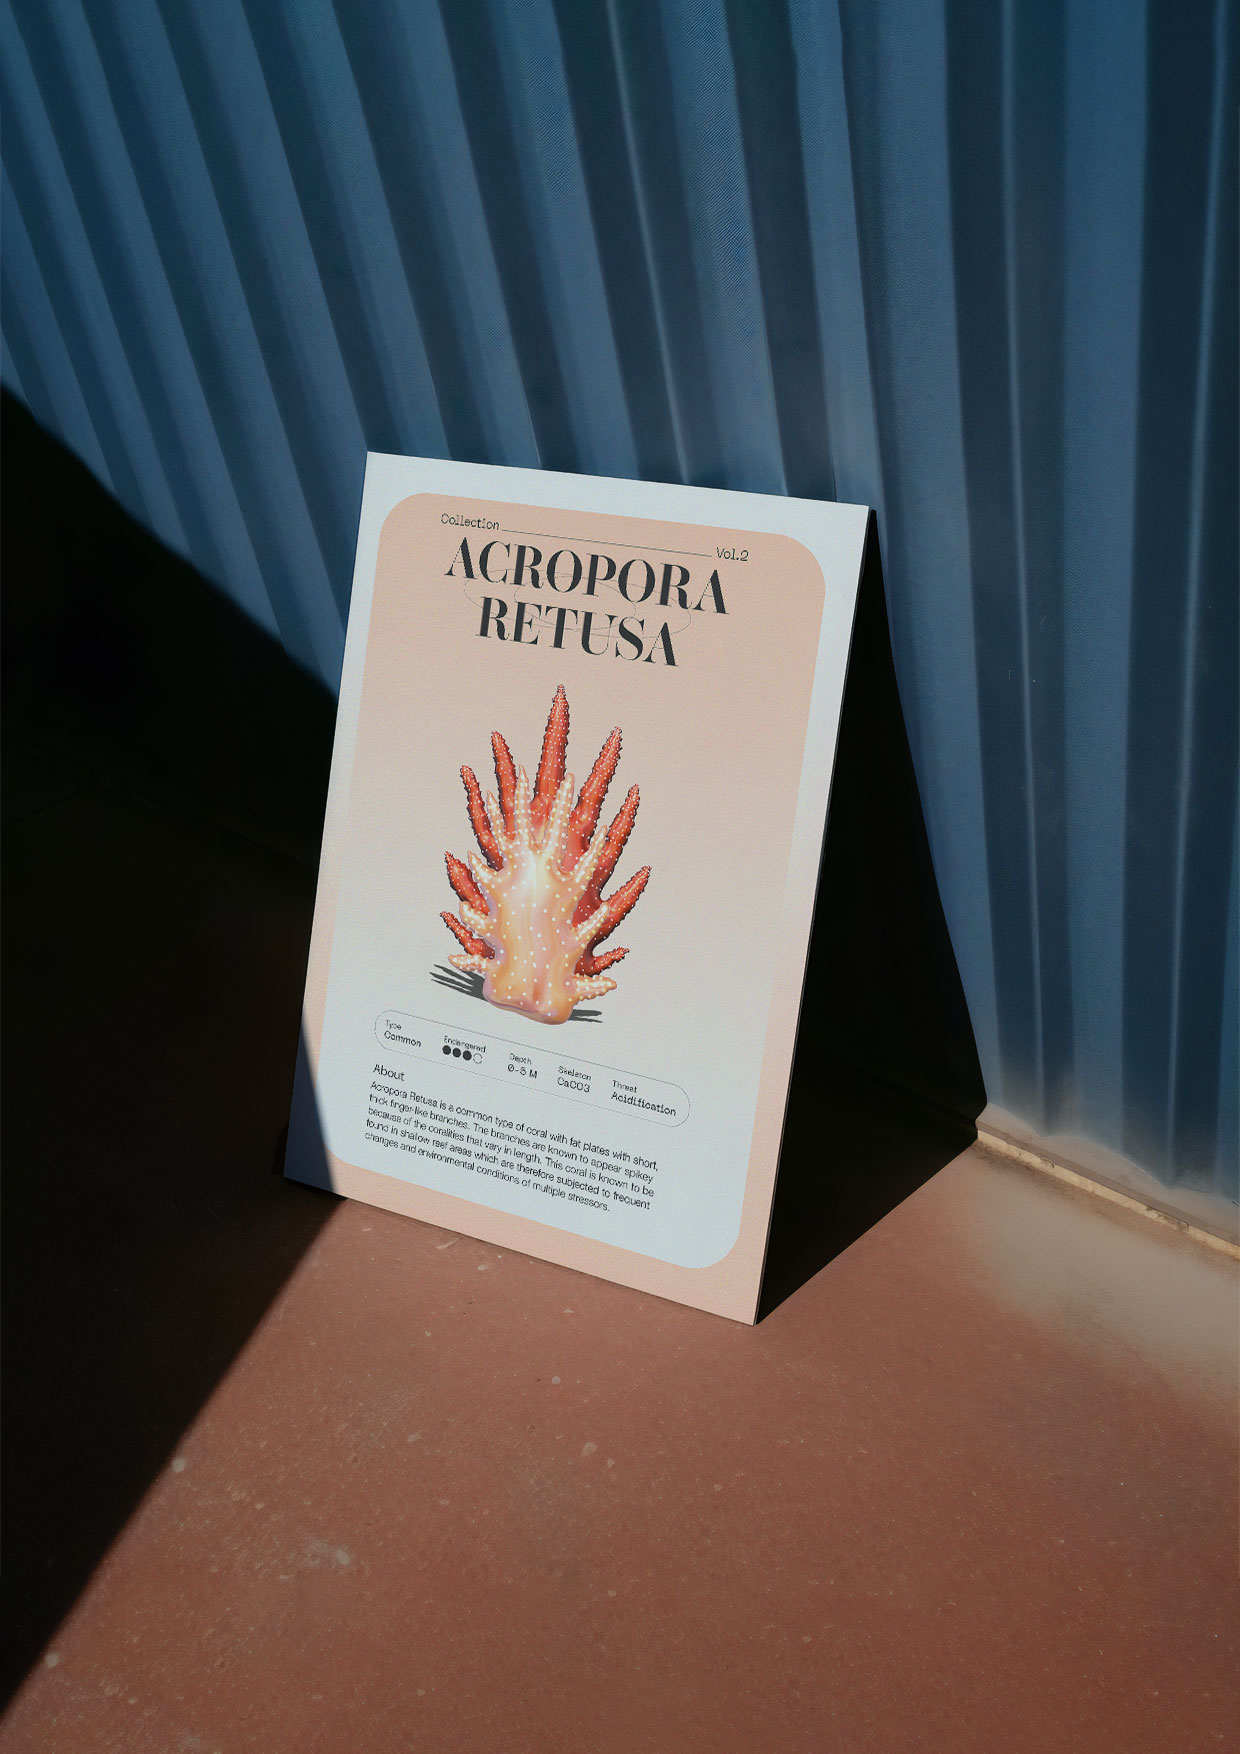 Collection Vol.2
ACROPORA
RETUSA
Type Endangered Depth Skeleton Threat
Common 0-5 M CaCO3 Acidification
About
Acropora Retusa is a common type of coral with fat plates with short,
thick finger-like branches. The branches are known to appear spikey
because of the coralities that vary in length. This coral is known to be
found in shallow reef areas which are therefore subjected to frequent
changes and environmental conditions of multiple stressors.